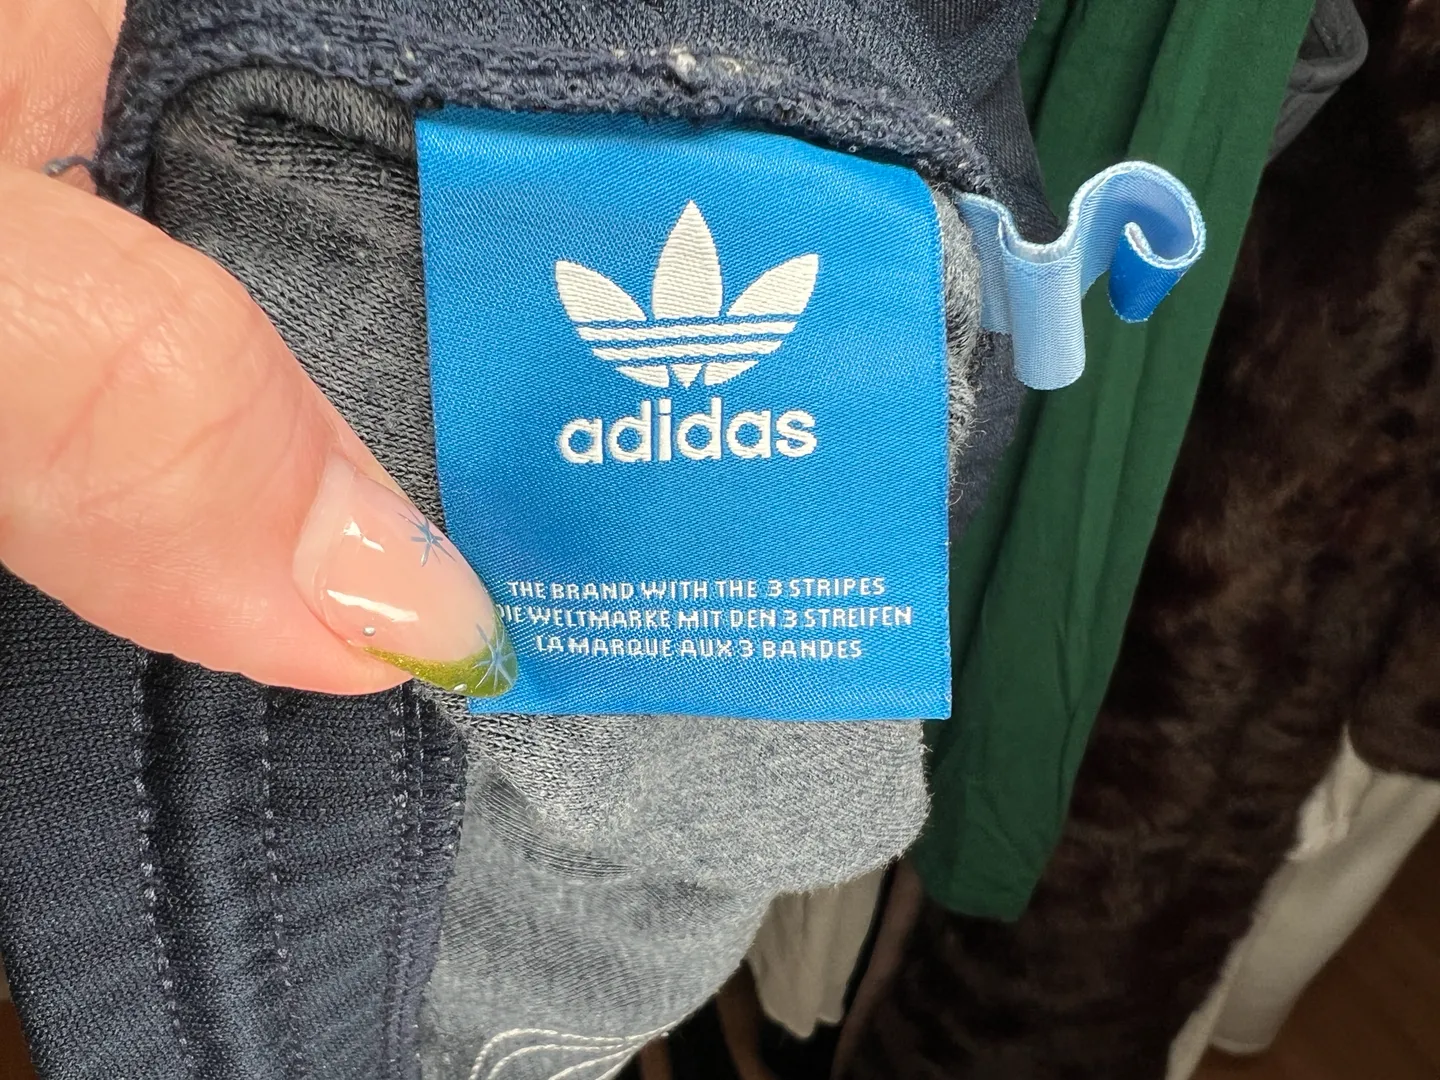 adidas
THE BRAND WITH THE 3 STRIPES
DIE WELTMARKE MIT DEN 3 STREIFEN
LA MARQUE AUX 3 BANDES